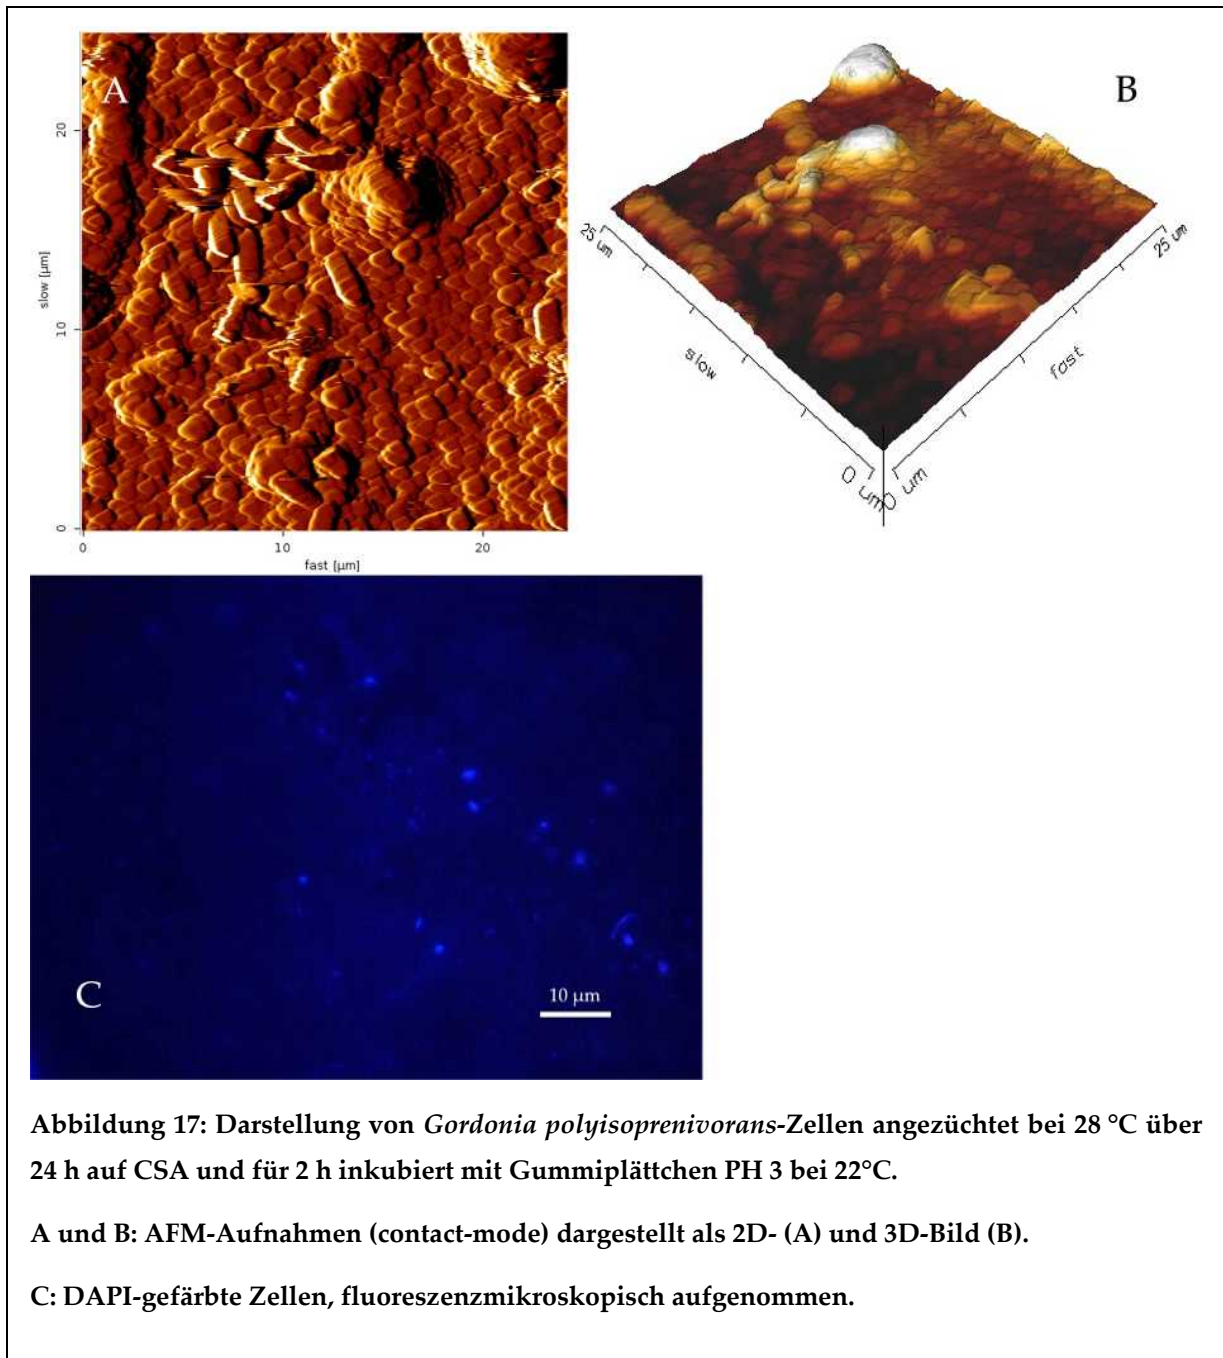 A
20
10
0
slow [µm]
0
10
20
fast [µm]
B
25 um
slow
0 um
0 um
fast
25 um
C
10 µm
Abbildung 17: Darstellung von Gordonia polyisoprenivorans-Zellen angezüchtet bei 28 °C über
24 h auf CSA und für 2 h inkubiert mit Gummiplättchen PH 3 bei 22°C.
A und B: AFM-Aufnahmen (contact-mode) dargestellt als 2D- (A) und 3D-Bild (B).
C: DAPI-gefärbte Zellen, fluoreszenzmikroskopisch aufgenommen.